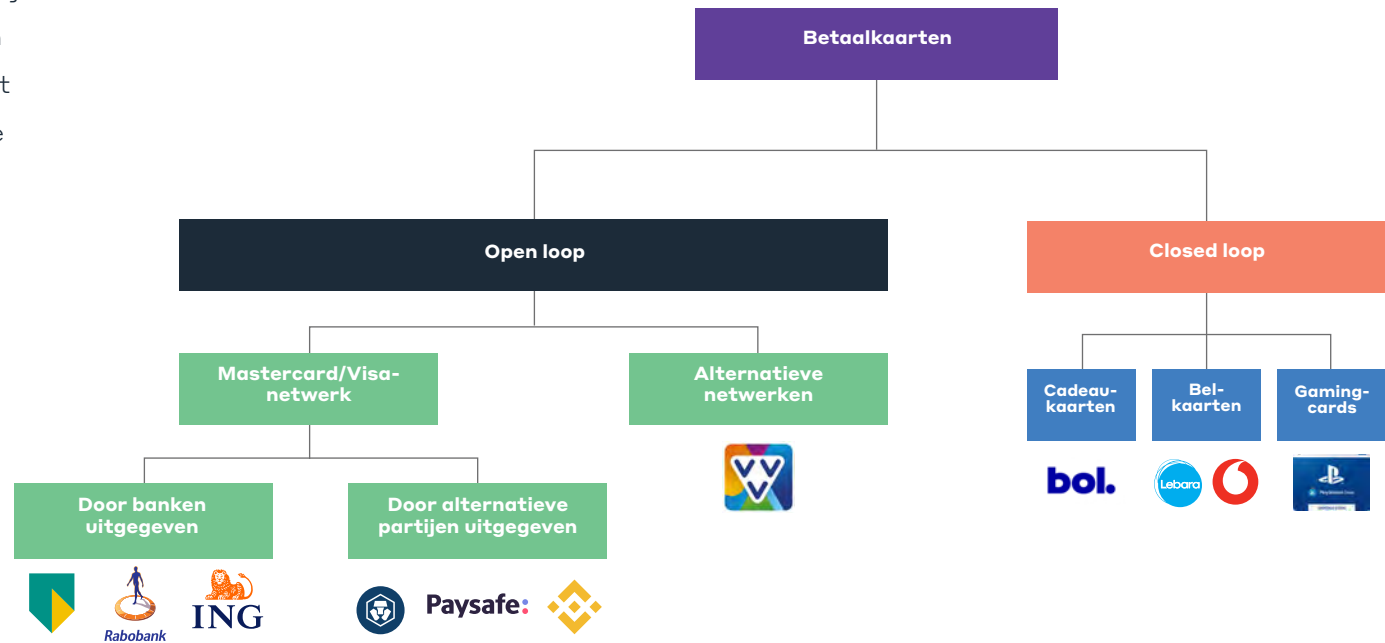 Betaalkaarten
t
e
Open loop
Closed loop
Mastercard/Visa-
netwerk
Alternatieve
netwerken
Cadeau-
kaarten
Bel-
kaarten
Gaming-
cards
VVV
bol.
Lebara
Door banken
uitgegeven
Door alternatieve
partijen uitgegeven
Rabobank
ING
Paysafe: